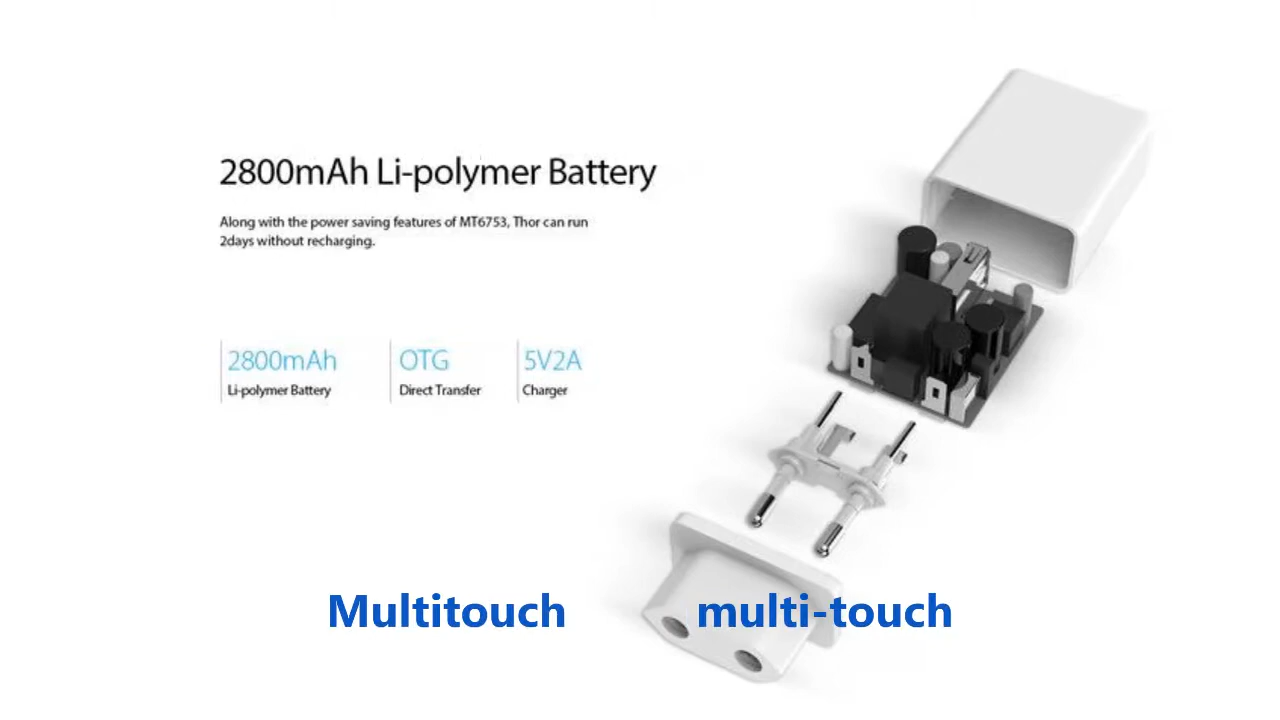 2800mAh Li-polymer Battery
Along with the power saving features of MT6753, Thor can run
2days without recharging.
2800mAh OTG 5V2A
Li-polymer Battery Direct Transfer Charger
Multitouch multi-touch